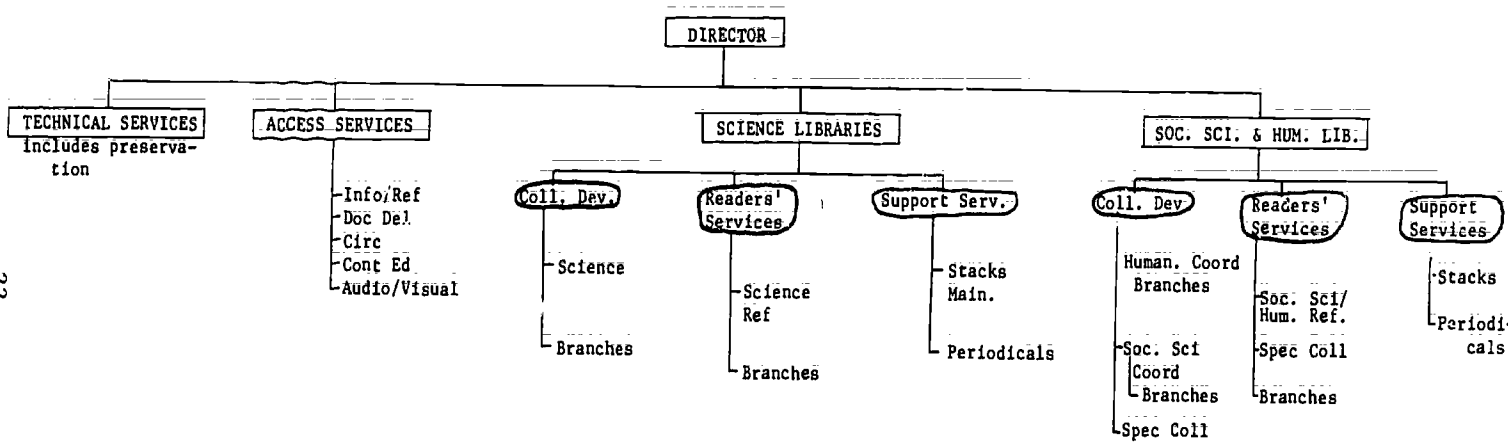 DIRECTOR
TECHNICAL SERVICES
includes preserva-
tion
ACCESS SERVICES
Info/Ref
Doc Del
Circ
Cont Ed
Audio/Visual
SCIENCE LIBRARIES
Coll. Dev.
Science
Branches
Readers'
Services
Science
Ref
Branches
Support Serv.
Stacks
Main.
Periodicals
SOC. SCI. & HUM. LIB.
Coll. Dev
Human. Coord
Branches
Soc. Sci
Coord
Branches
Spec Coll
Readers'
Services
Soc. Sci/
Hum. Ref.
Spec Coll
Branches
Support
Services
Stacks
Periodi-
cals